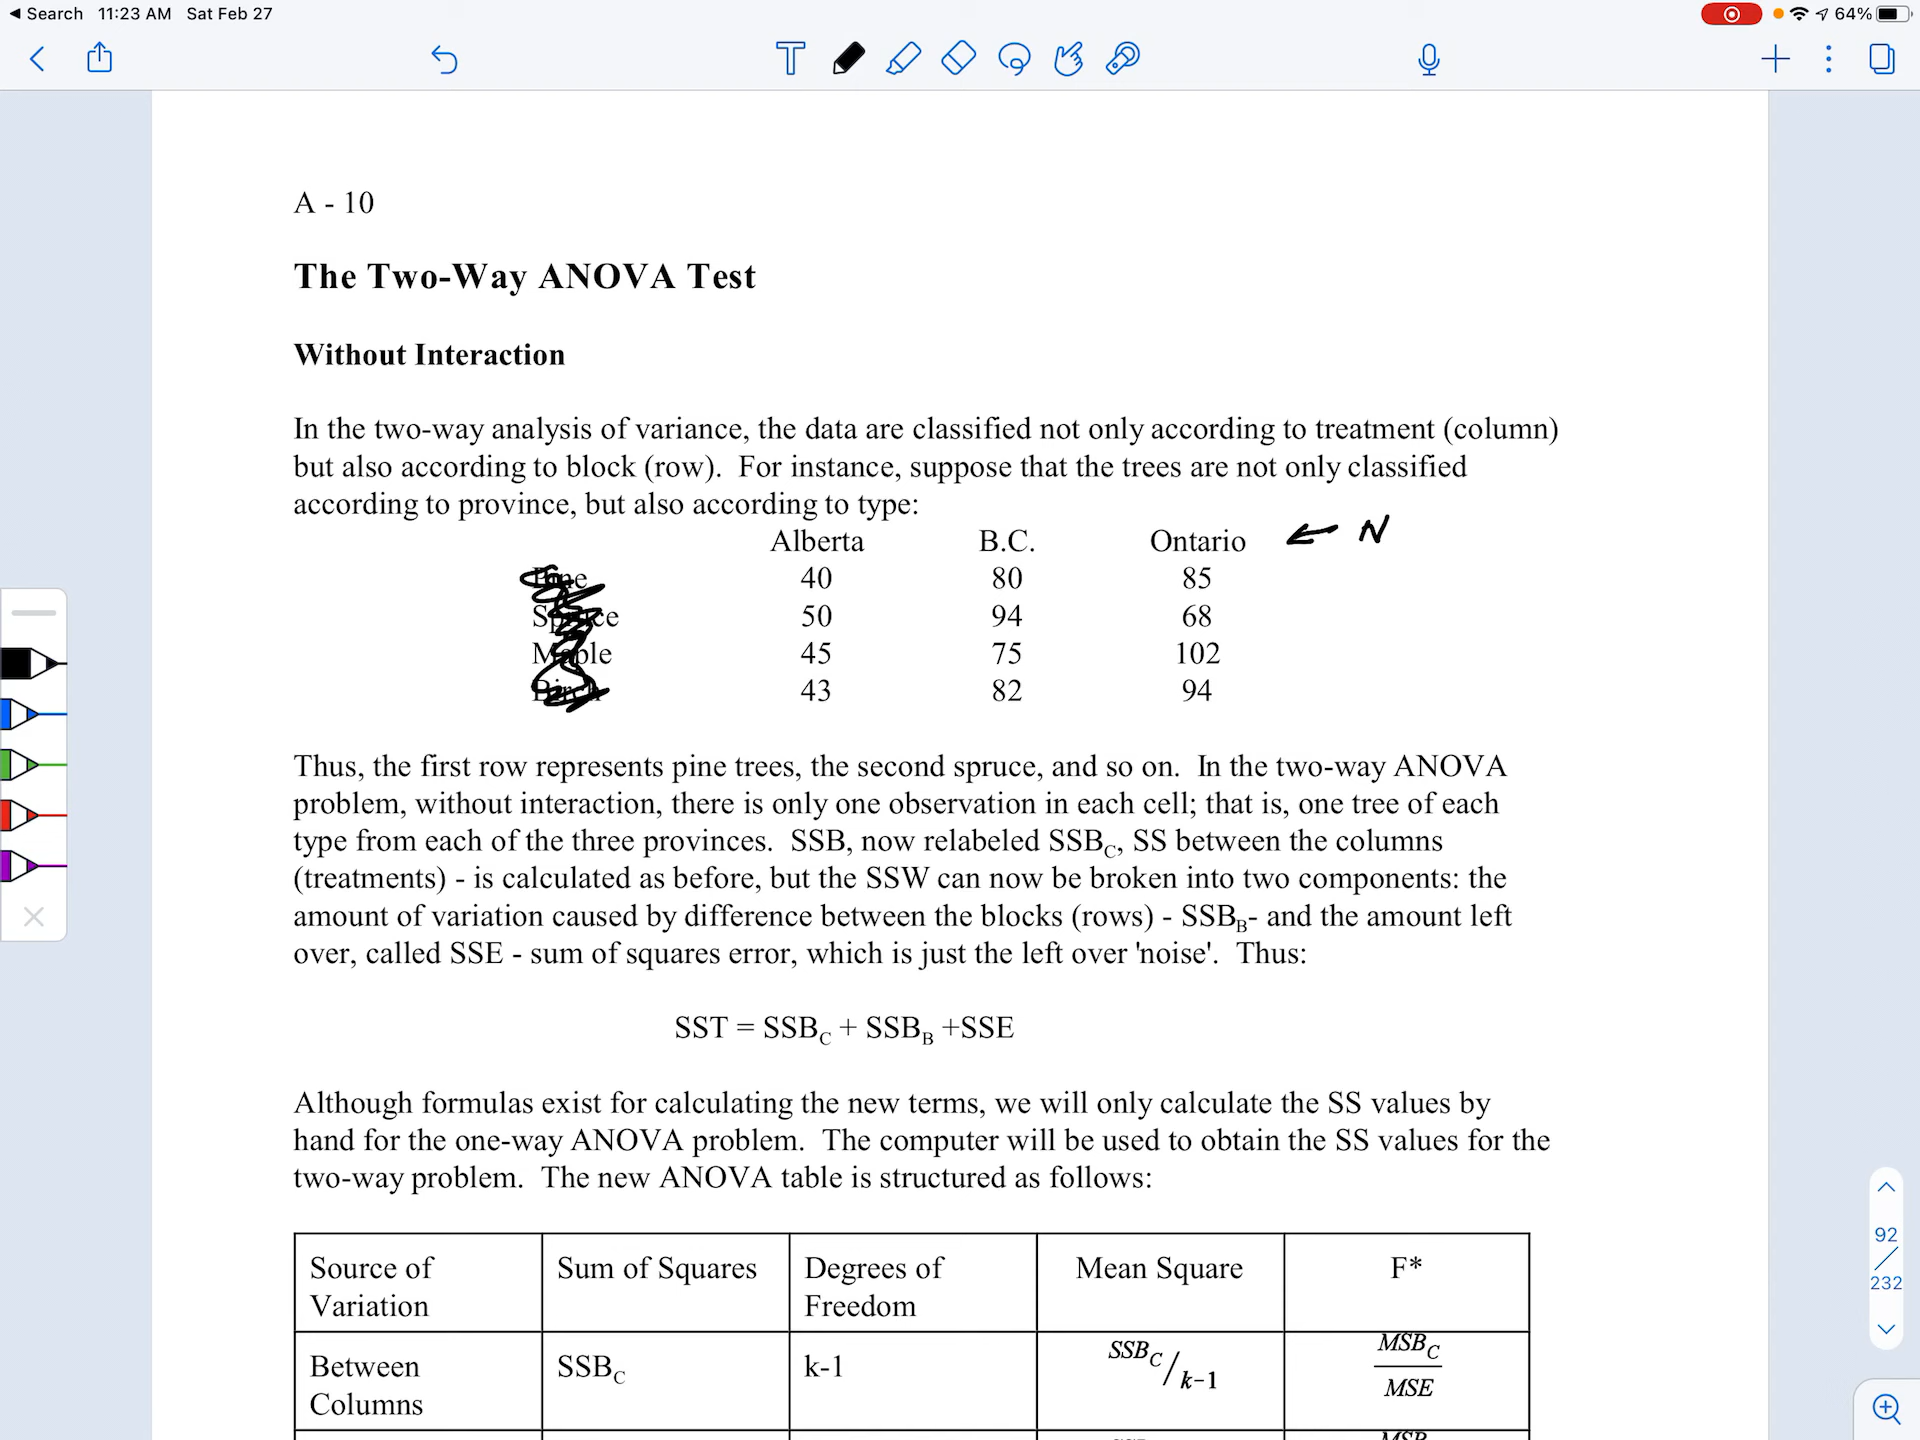 Search 11:23 AM Sat Feb 27
64%
A - 10
The Two-Way ANOVA Test
Without Interaction
In the two-way analysis of variance, the data are classified not only according to treatment (column)
but also according to block (row). For instance, suppose that the trees are not only classified
according to province, but also according to type:
Alberta B.C. Ontario ← N
Pine 40 80 85
Spruce 50 94 68
Maple 45 75 102
Birch 43 82 94
Thus, the first row represents pine trees, the second spruce, and so on. In the two-way ANOVA
problem, without interaction, there is only one observation in each cell; that is, one tree of each
type from each of the three provinces. SSB, now relabeled SSB_C, SS between the columns
(treatments) - is calculated as before, but the SSW can now be broken into two components: the
amount of variation caused by difference between the blocks (rows) - SSB_B- and the amount left
over, called SSE - sum of squares error, which is just the left over 'noise'. Thus:
SST = SSB_C + SSB_B +SSE
Although formulas exist for calculating the new terms, we will only calculate the SS values by
hand for the one-way ANOVA problem. The computer will be used to obtain the SS values for the
two-way problem. The new ANOVA table is structured as follows:
Source of Variation Sum of Squares Degrees of Freedom Mean Square F*
Between Columns SSB_C k-1 SSB_C/k-1 MSB_C/MSE
92
232